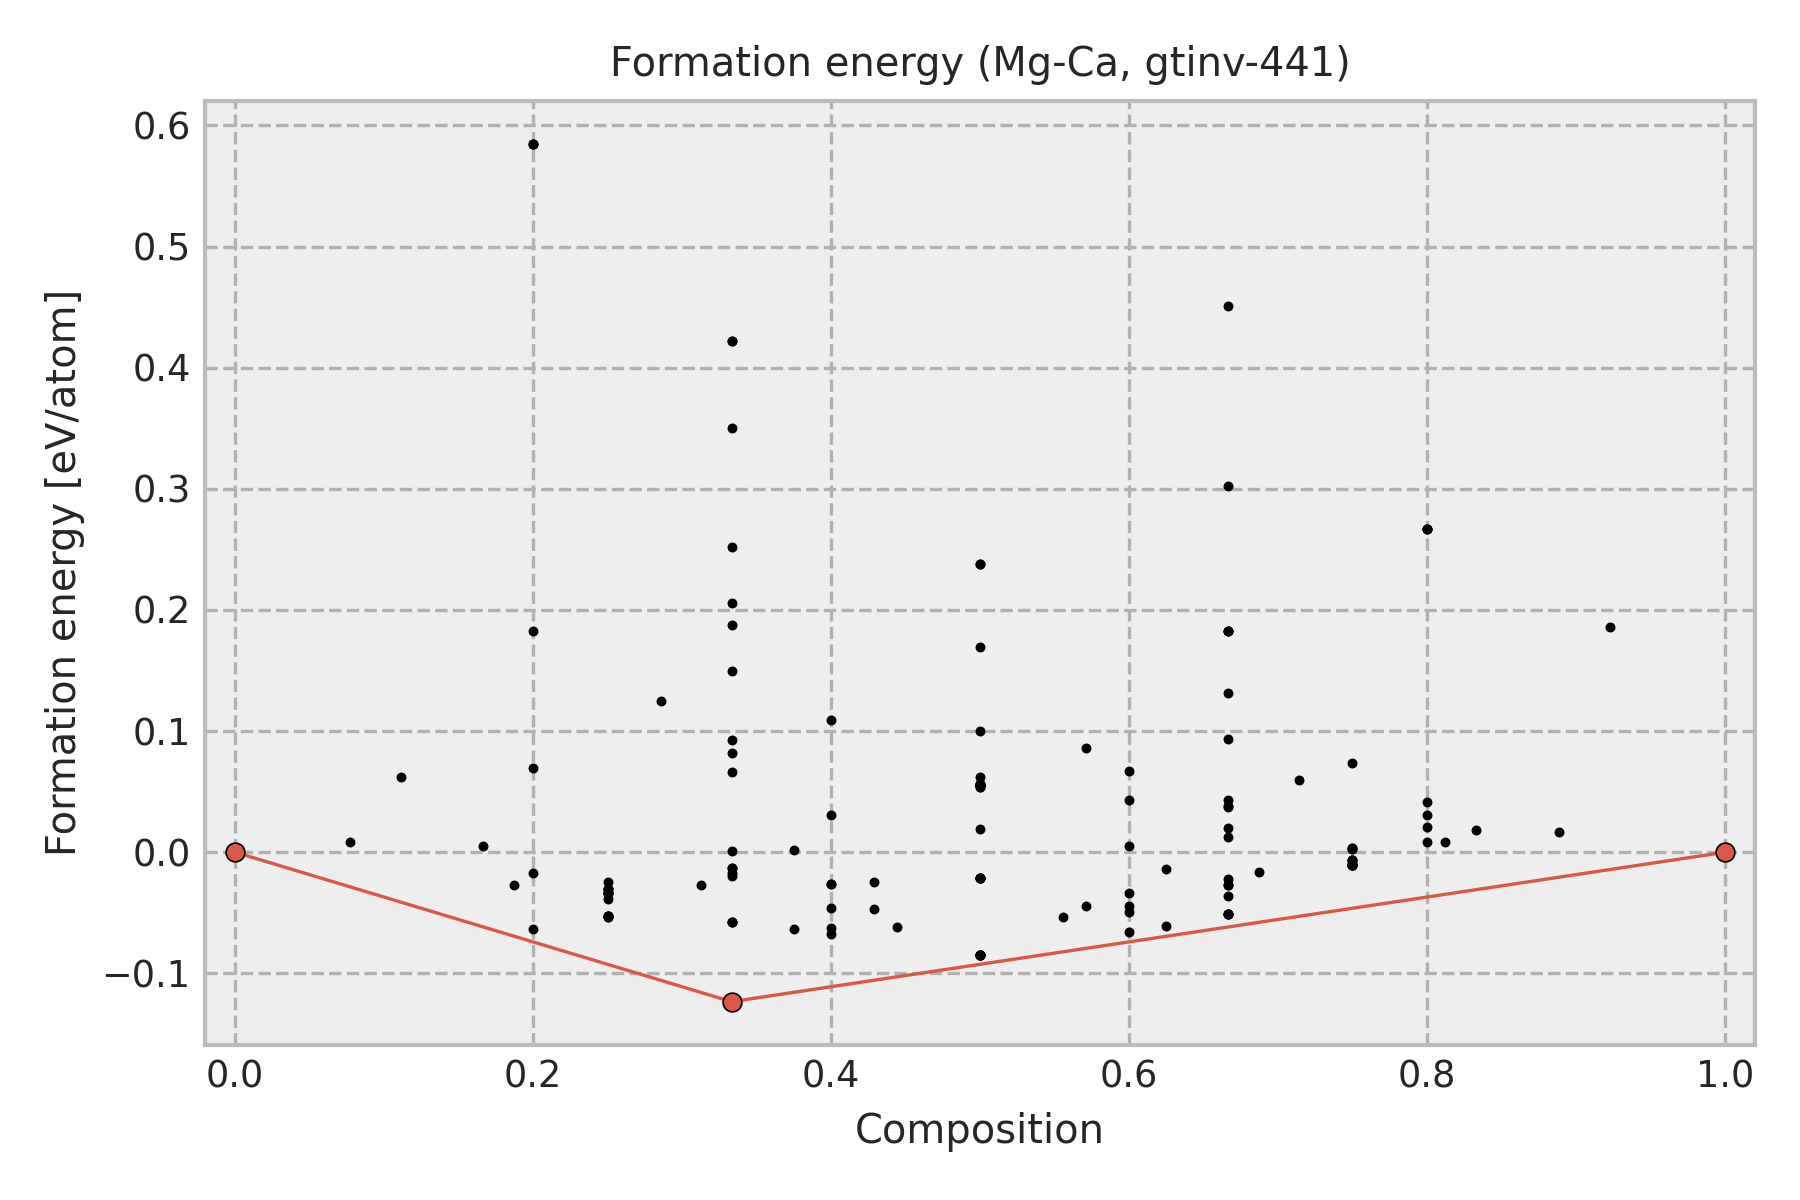 Formation energy (Mg-Ca, gtinv-441)
Formation energy [eV/atom]
0.6
0.5
0.4
0.3
0.2
0.1
0.0
−0.1
0.0 0.2 0.4 0.6 0.8 1.0
Composition